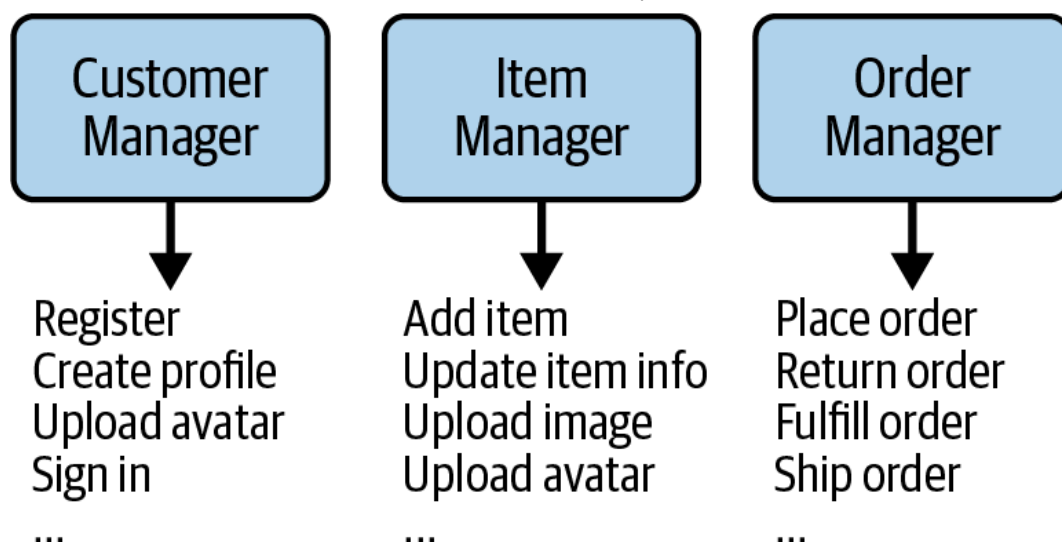 Customer
Manager
Item
Manager
Order
Manager
Register
Create profile
Upload avatar
Sign in
...
Add item
Update item info
Upload image
Upload avatar
...
Place order
Return order
Fulfill order
Ship order
...